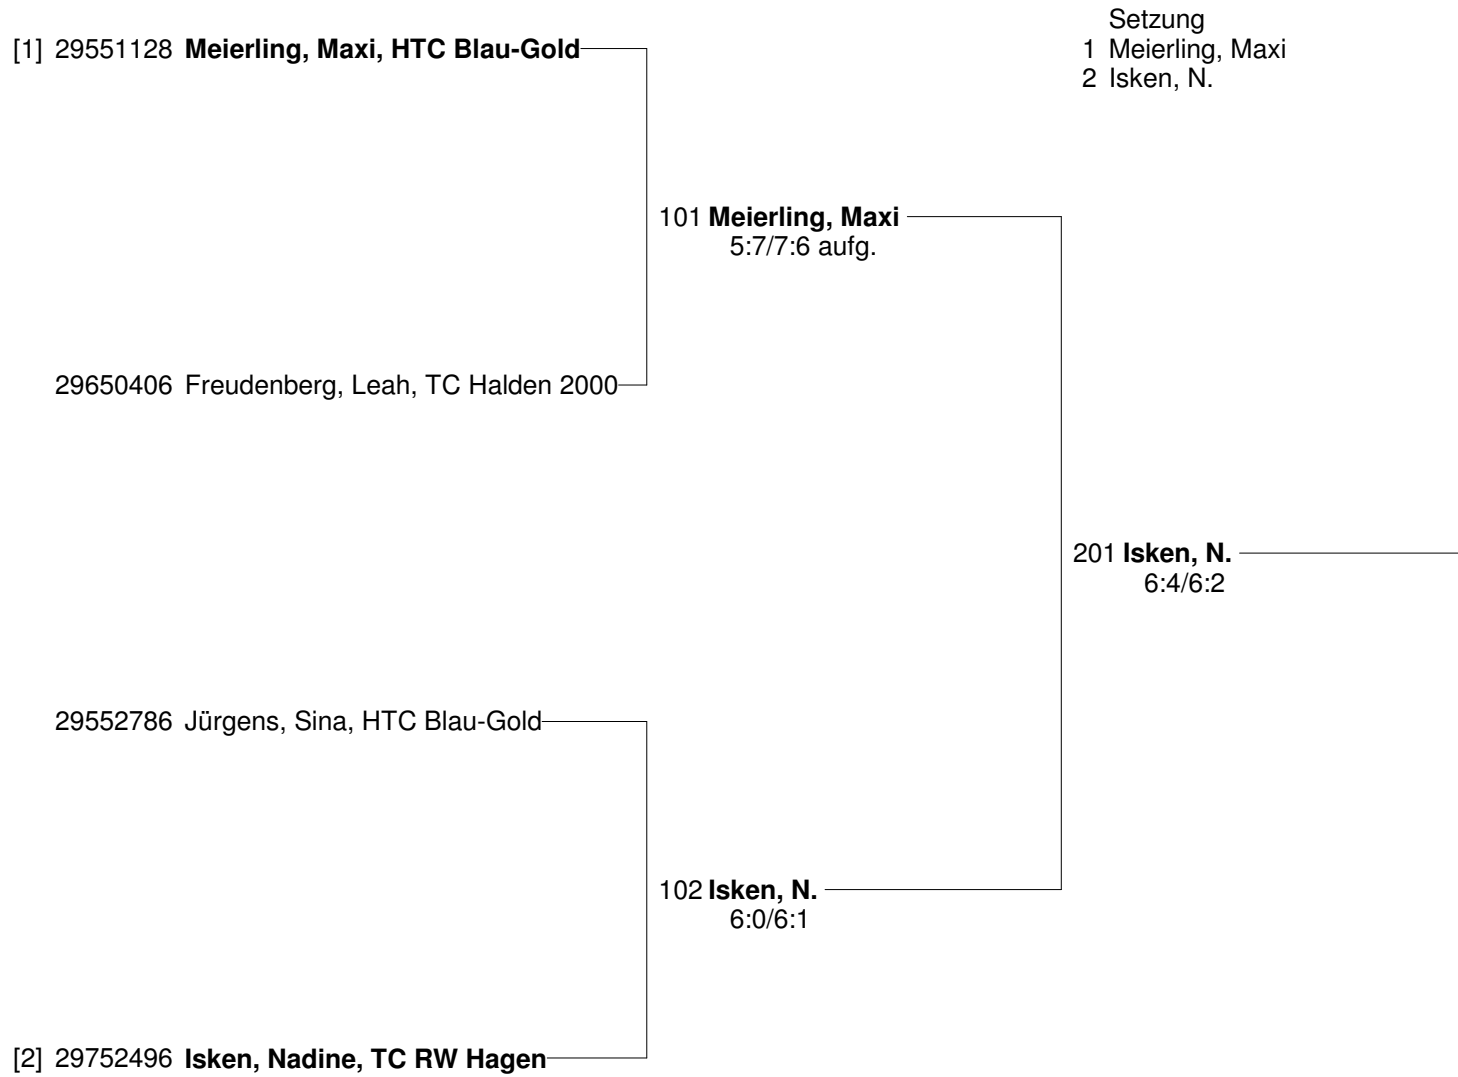 Setzung
[1] 29551128 Meierling, Maxi, HTC Blau-Gold
1 Meierling, Maxi
2 Isken, N.
101 Meierling, Maxi
5:7/7:6 aufg.
29650406 Freudenberg, Leah, TC Halden 2000
201 Isken, N.
6:4/6:2
29552786 Jürgens, Sina, HTC Blau-Gold
102 Isken, N.
6:0/6:1
[2] 29752496 Isken, Nadine, TC RW Hagen